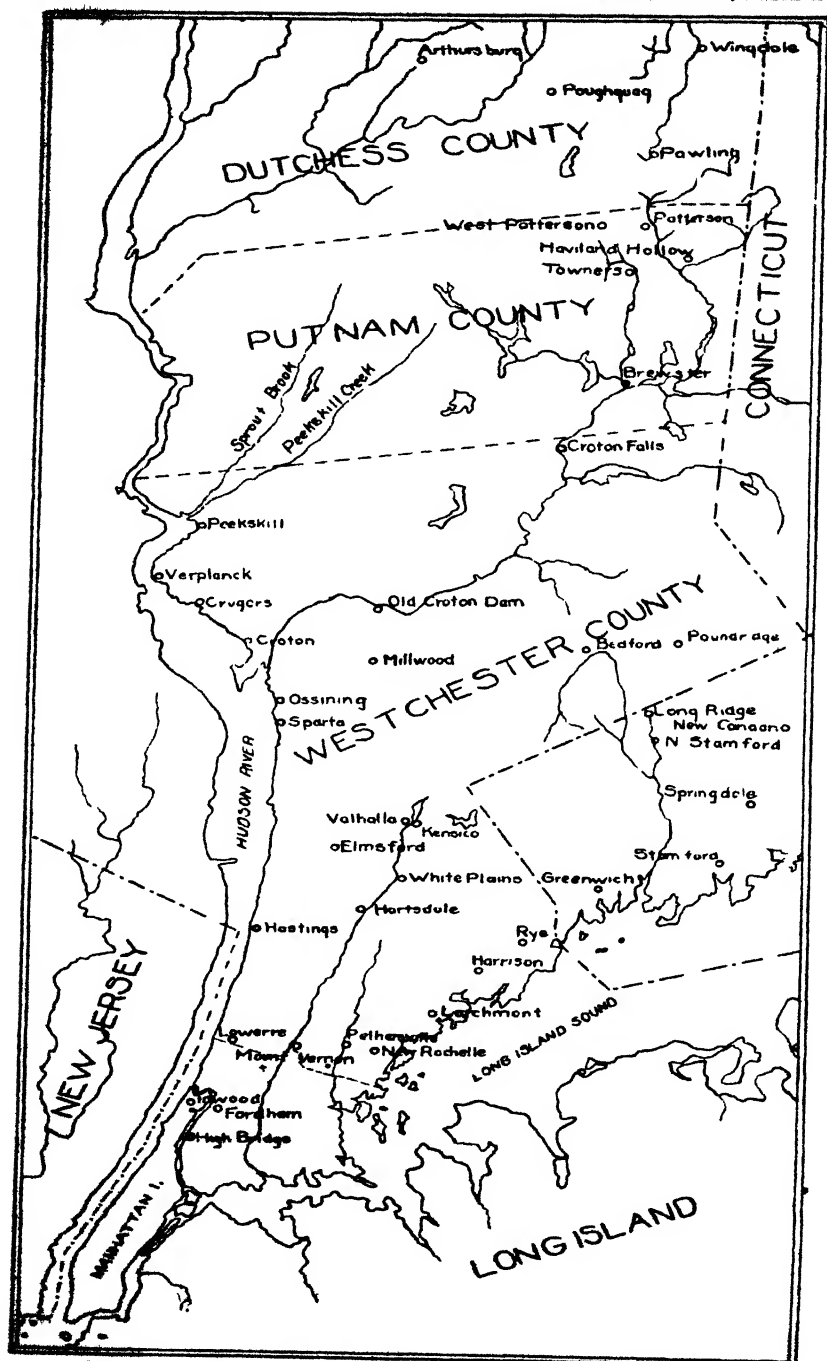 Arthursburg
Wingdale
Poughquag
DUTCHESS COUNTY
Pawling
West Patterson
Patterson
Haviland Hollow
Towners
CONNECTICUT
PUTNAM COUNTY
Sprout Brook
Peekskill Creek
Brewster
Croton Falls
Peekskill
Verplanck
Crugers
Old Croton Dam
Croton
Millwood
Bedford
Poundridge
WESTCHESTER COUNTY
Ossining
Sparta
Long Ridge
New Canaan
N Stamford
HUDSON RIVER
Springdale
Valhalla
Kensico
Elmsford
Stamford
White Plains
Greenwich
Hartsdale
Hastings
Rye
Harrison
NEW JERSEY
Larchmont
LONG ISLAND SOUND
Lowerre
Mount Vernon
Pelhamville
New Rochelle
Inwood
Fordham
High Bridge
MANHATTAN I.
LONG ISLAND